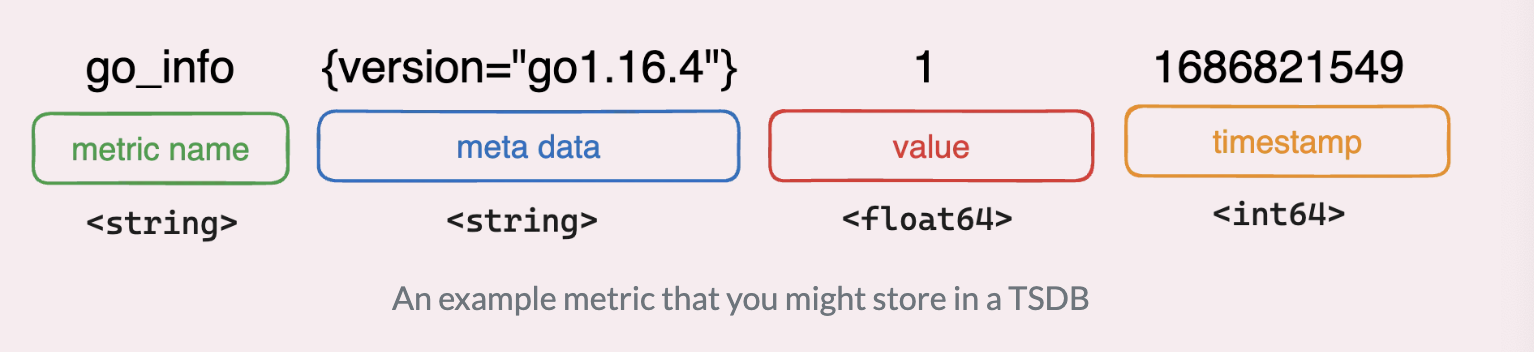 go_info {version="go1.16.4"} 1 1686821549
metric name meta data value timestamp
<string> <string> <float64> <int64>
An example metric that you might store in a TSDB